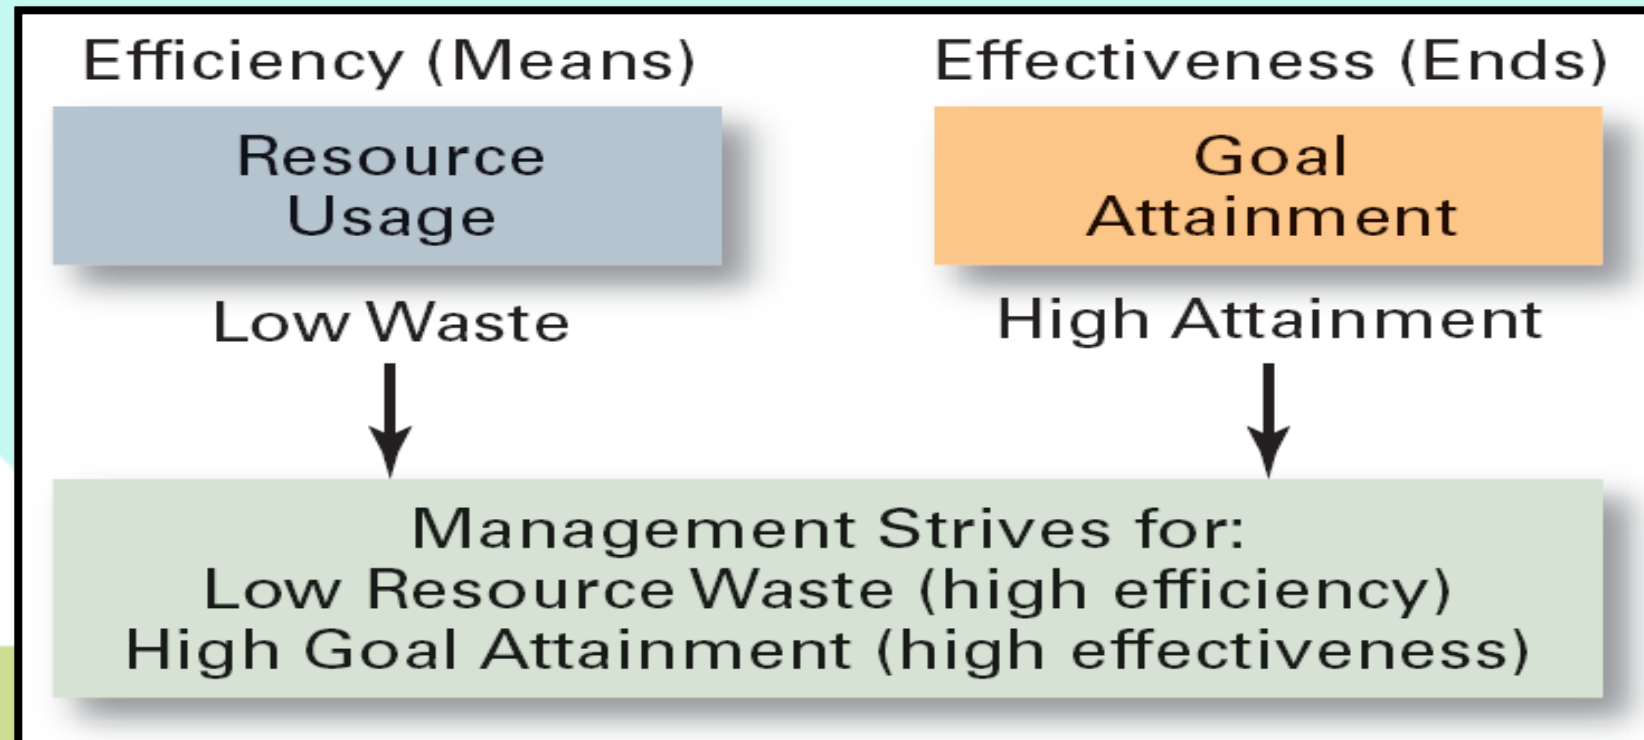 Efficiency (Means)
Resource
Usage
Low Waste
Effectiveness (Ends)
Goal
Attainment
High Attainment
Management Strives for:
Low Resource Waste (high efficiency)
High Goal Attainment (high effectiveness)